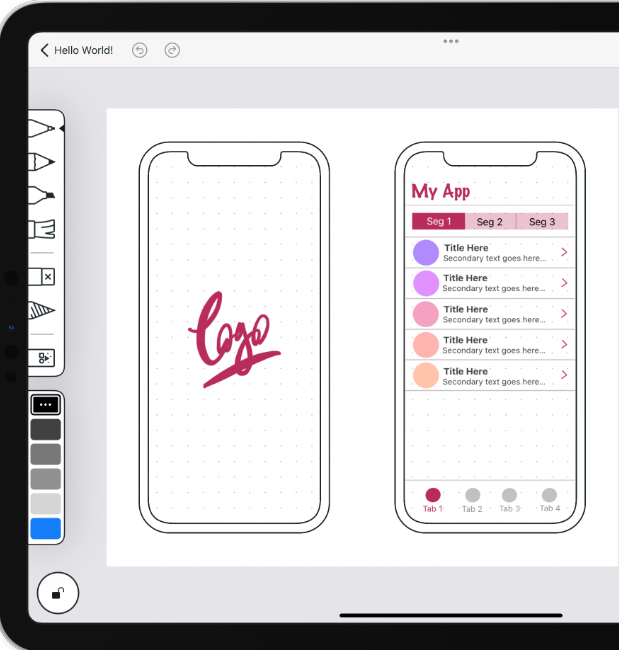 Hello World!
Logo
My App
Seg 1 Seg 2 Seg 3
Title Here
Secondary text goes here...
Title Here
Secondary text goes here...
Title Here
Secondary text goes here...
Title Here
Secondary text goes here...
Title Here
Secondary text goes here...
Tab 1 Tab 2 Tab 3 Tab 4